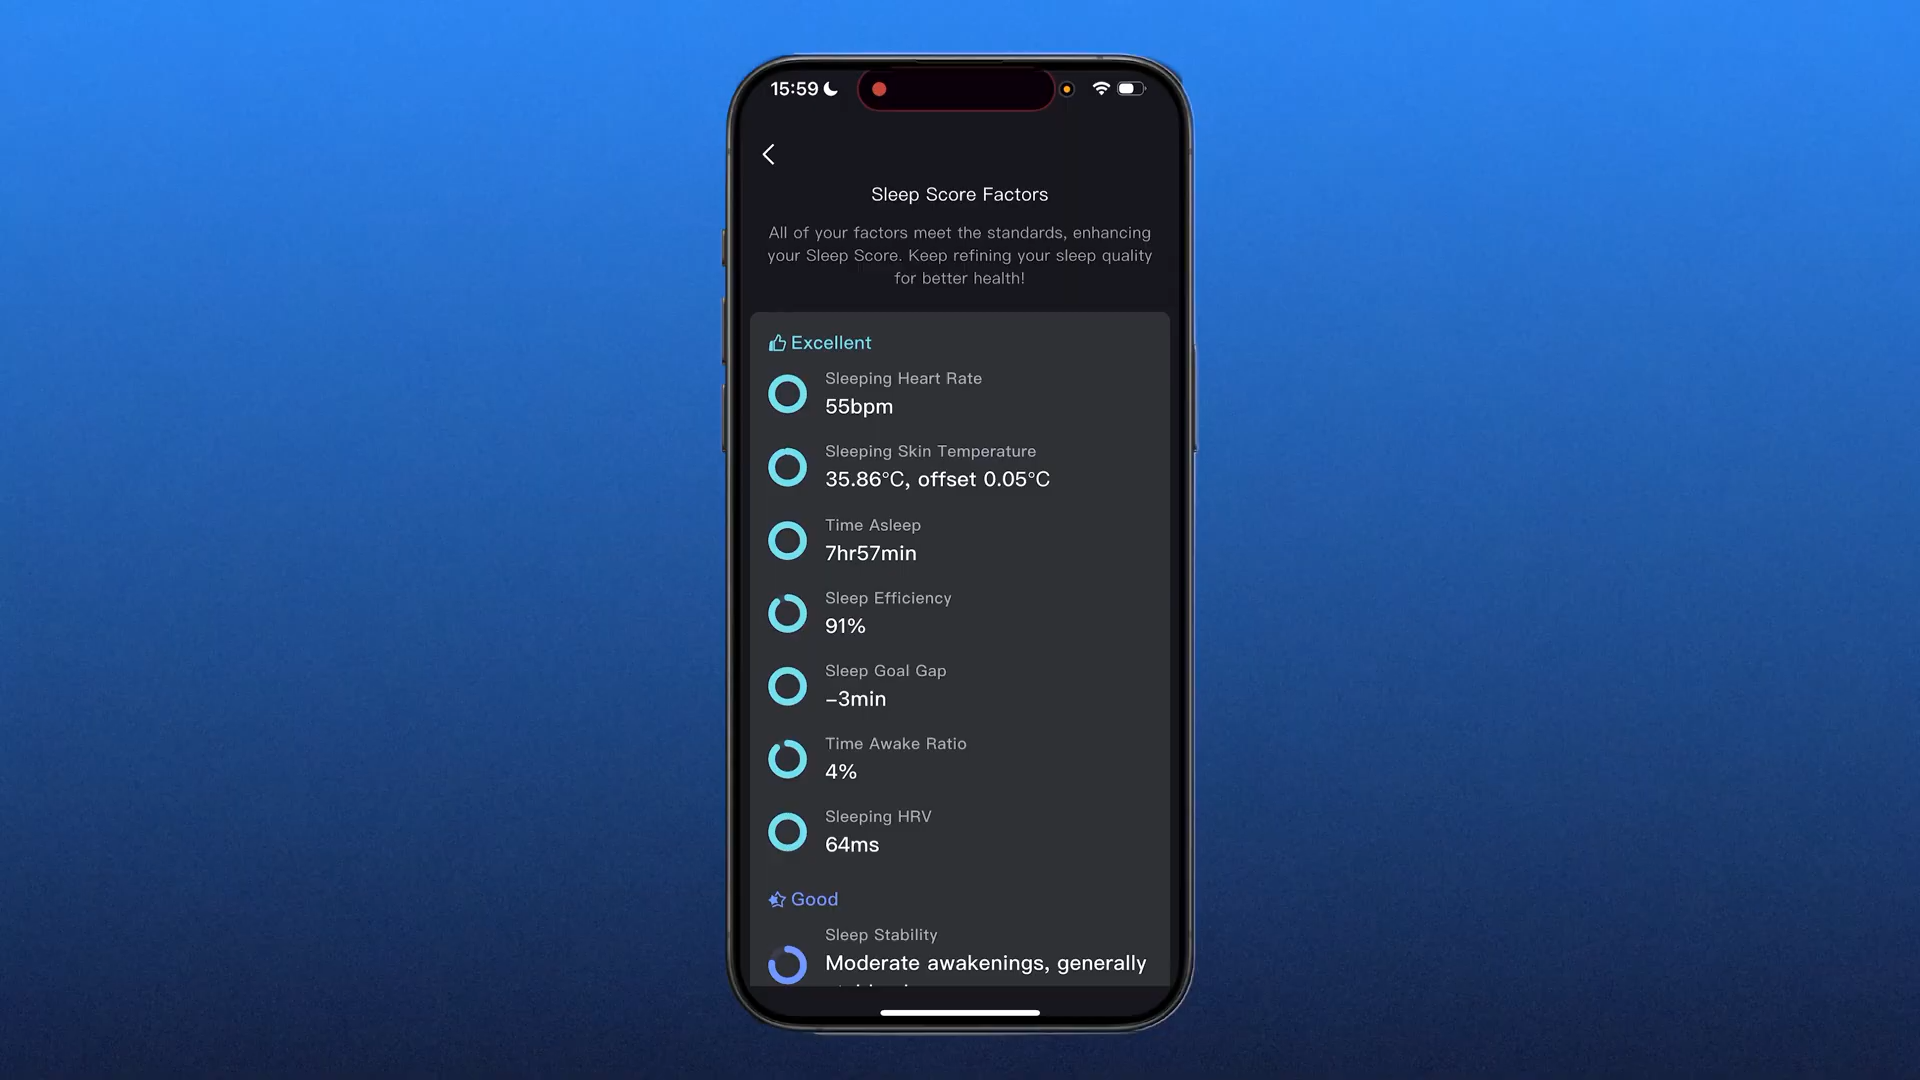 15:59
Sleep Score Factors
All of your factors meet the standards, enhancing
your Sleep Score. Keep refining your sleep quality
for better health!
Excellent
Sleeping Heart Rate
55bpm
Sleeping Skin Temperature
35.86°C, offset 0.05°C
Time Asleep
7hr57min
Sleep Efficiency
91%
Sleep Goal Gap
–3min
Time Awake Ratio
4%
Sleeping HRV
64ms
Good
Sleep Stability
Moderate awakenings, generally